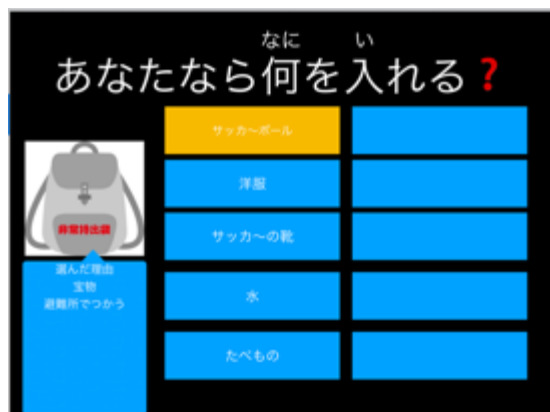 なに い
あなたなら何を入れる?
サッカ〜ボール
洋服
サッカ〜の靴
水
たべもの
非常持出袋
選んだ理由
宝物
避難所でつかう